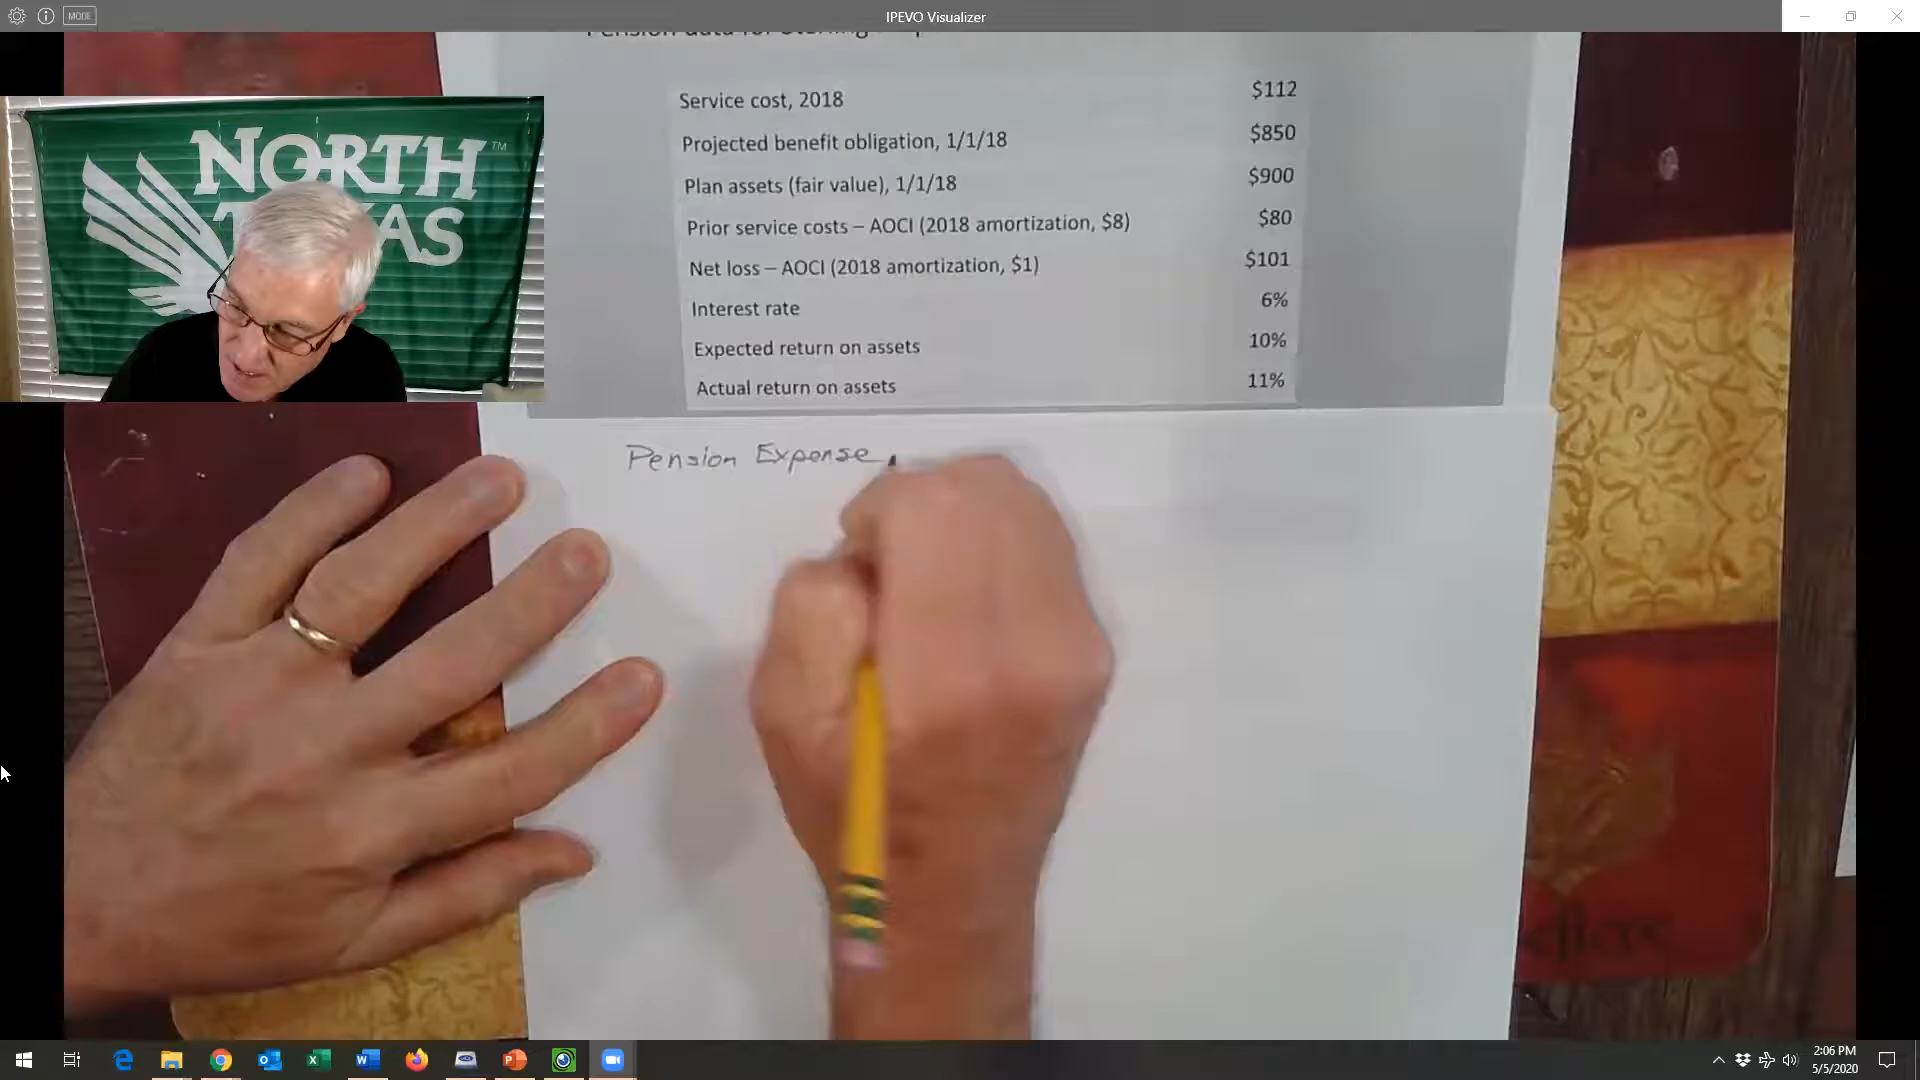 MODE
IPEVO Visualizer
NORTH
TEXAS
TM
Service cost, 2018 $112
Projected benefit obligation, 1/1/18 $850
Plan assets (fair value), 1/1/18 $900
Prior service costs – AOCI (2018 amortization, $8) $80
Net loss – AOCI (2018 amortization, $1) $101
Interest rate 6%
Expected return on assets 10%
Actual return on assets 11%
Pension Expense
2:06 PM
5/5/2020